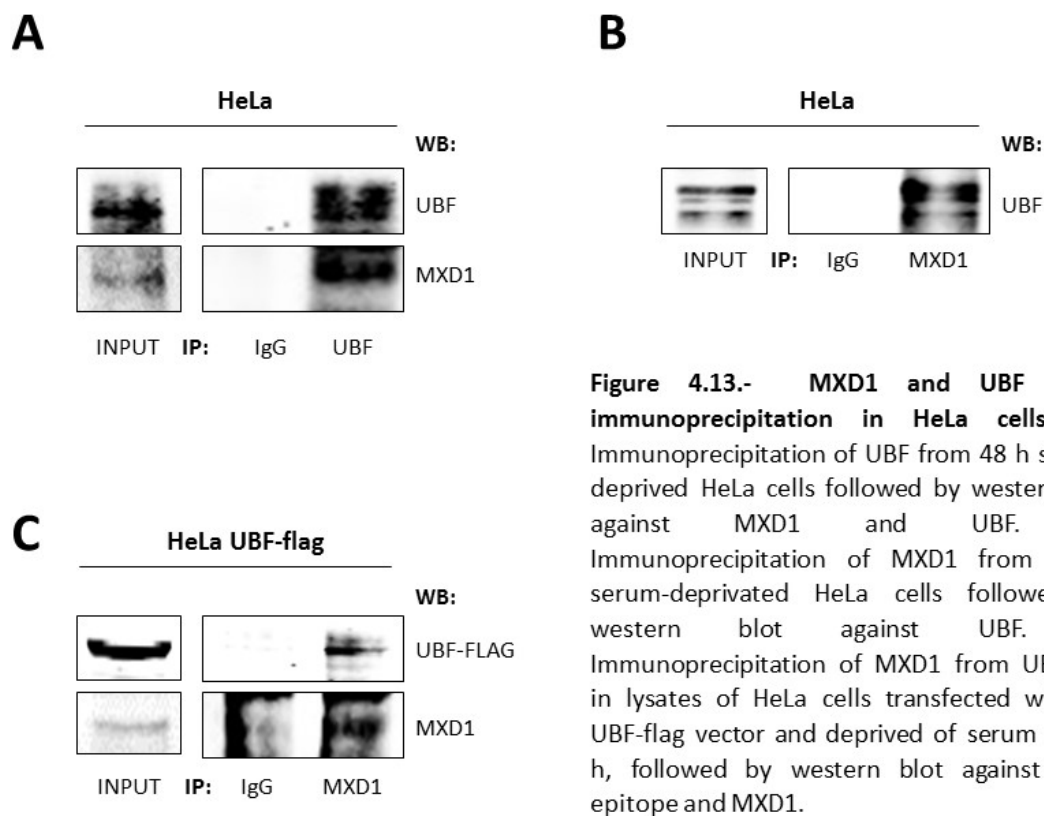 A
HeLa
WB:
UBF
MXD1
INPUT IP: IgG UBF
B
HeLa
WB:
UBF
INPUT IP: IgG MXD1
C
HeLa UBF-flag
WB:
UBF-FLAG
MXD1
INPUT IP: IgG MXD1
Figure 4.13.- MXD1 and UBF
immunoprecipitation in HeLa cells
Immunoprecipitation of UBF from 48 h s
deprived HeLa cells followed by wester
against MXD1 and UBF.
Immunoprecipitation of MXD1 from
serum-deprivated HeLa cells followe
western blot against UBF.
Immunoprecipitation of MXD1 from UB
in lysates of HeLa cells transfected w
UBF-flag vector and deprived of serum
h, followed by western blot against
epitope and MXD1.